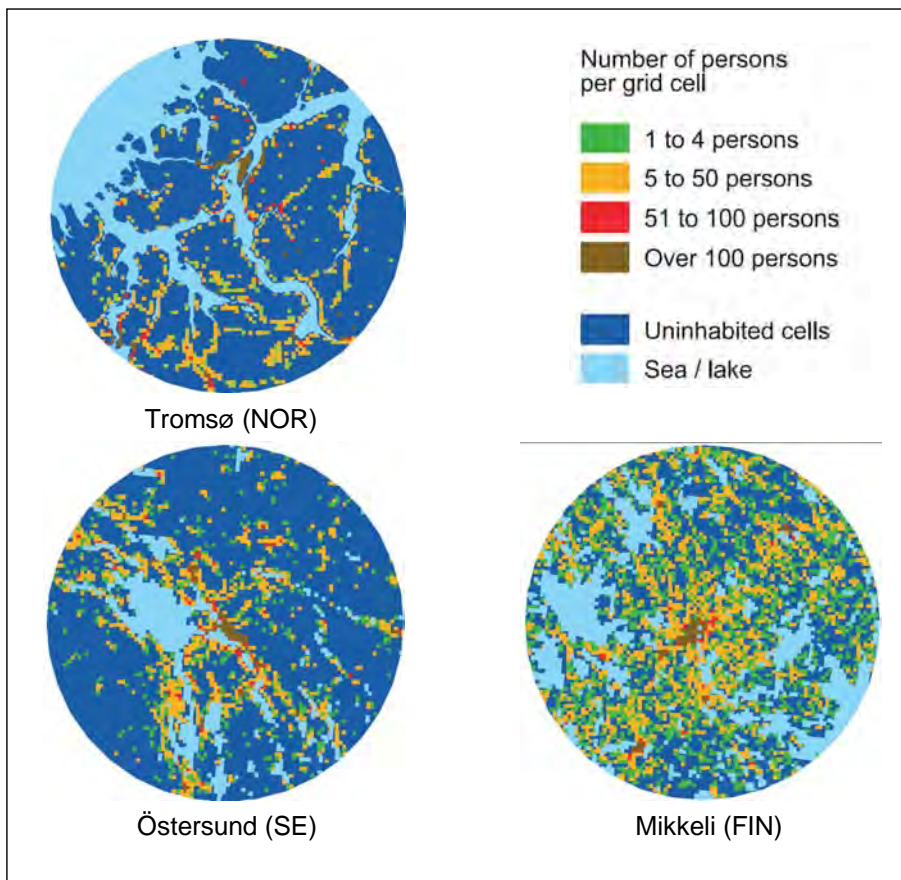 Number of persons
per grid cell
1 to 4 persons
5 to 50 persons
51 to 100 persons
Over 100 persons
Uninhabited cells
Sea / lake
Tromsø (NOR)
Östersund (SE)
Mikkeli (FIN)